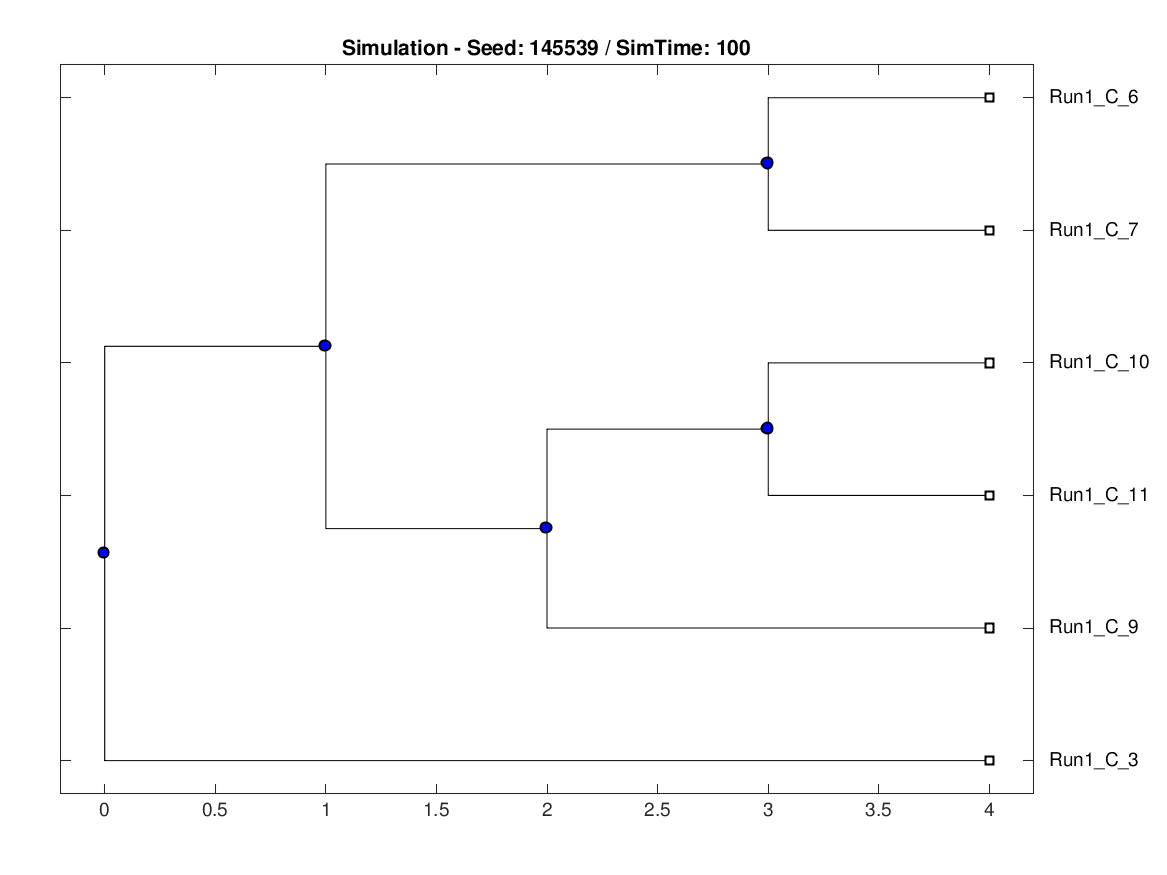 Simulation - Seed: 145539 / SimTime: 100
Run1_C_6
Run1_C_7
Run1_C_10
Run1_C_11
Run1_C_9
Run1_C_3
0 0.5 1 1.5 2 2.5 3 3.5 4